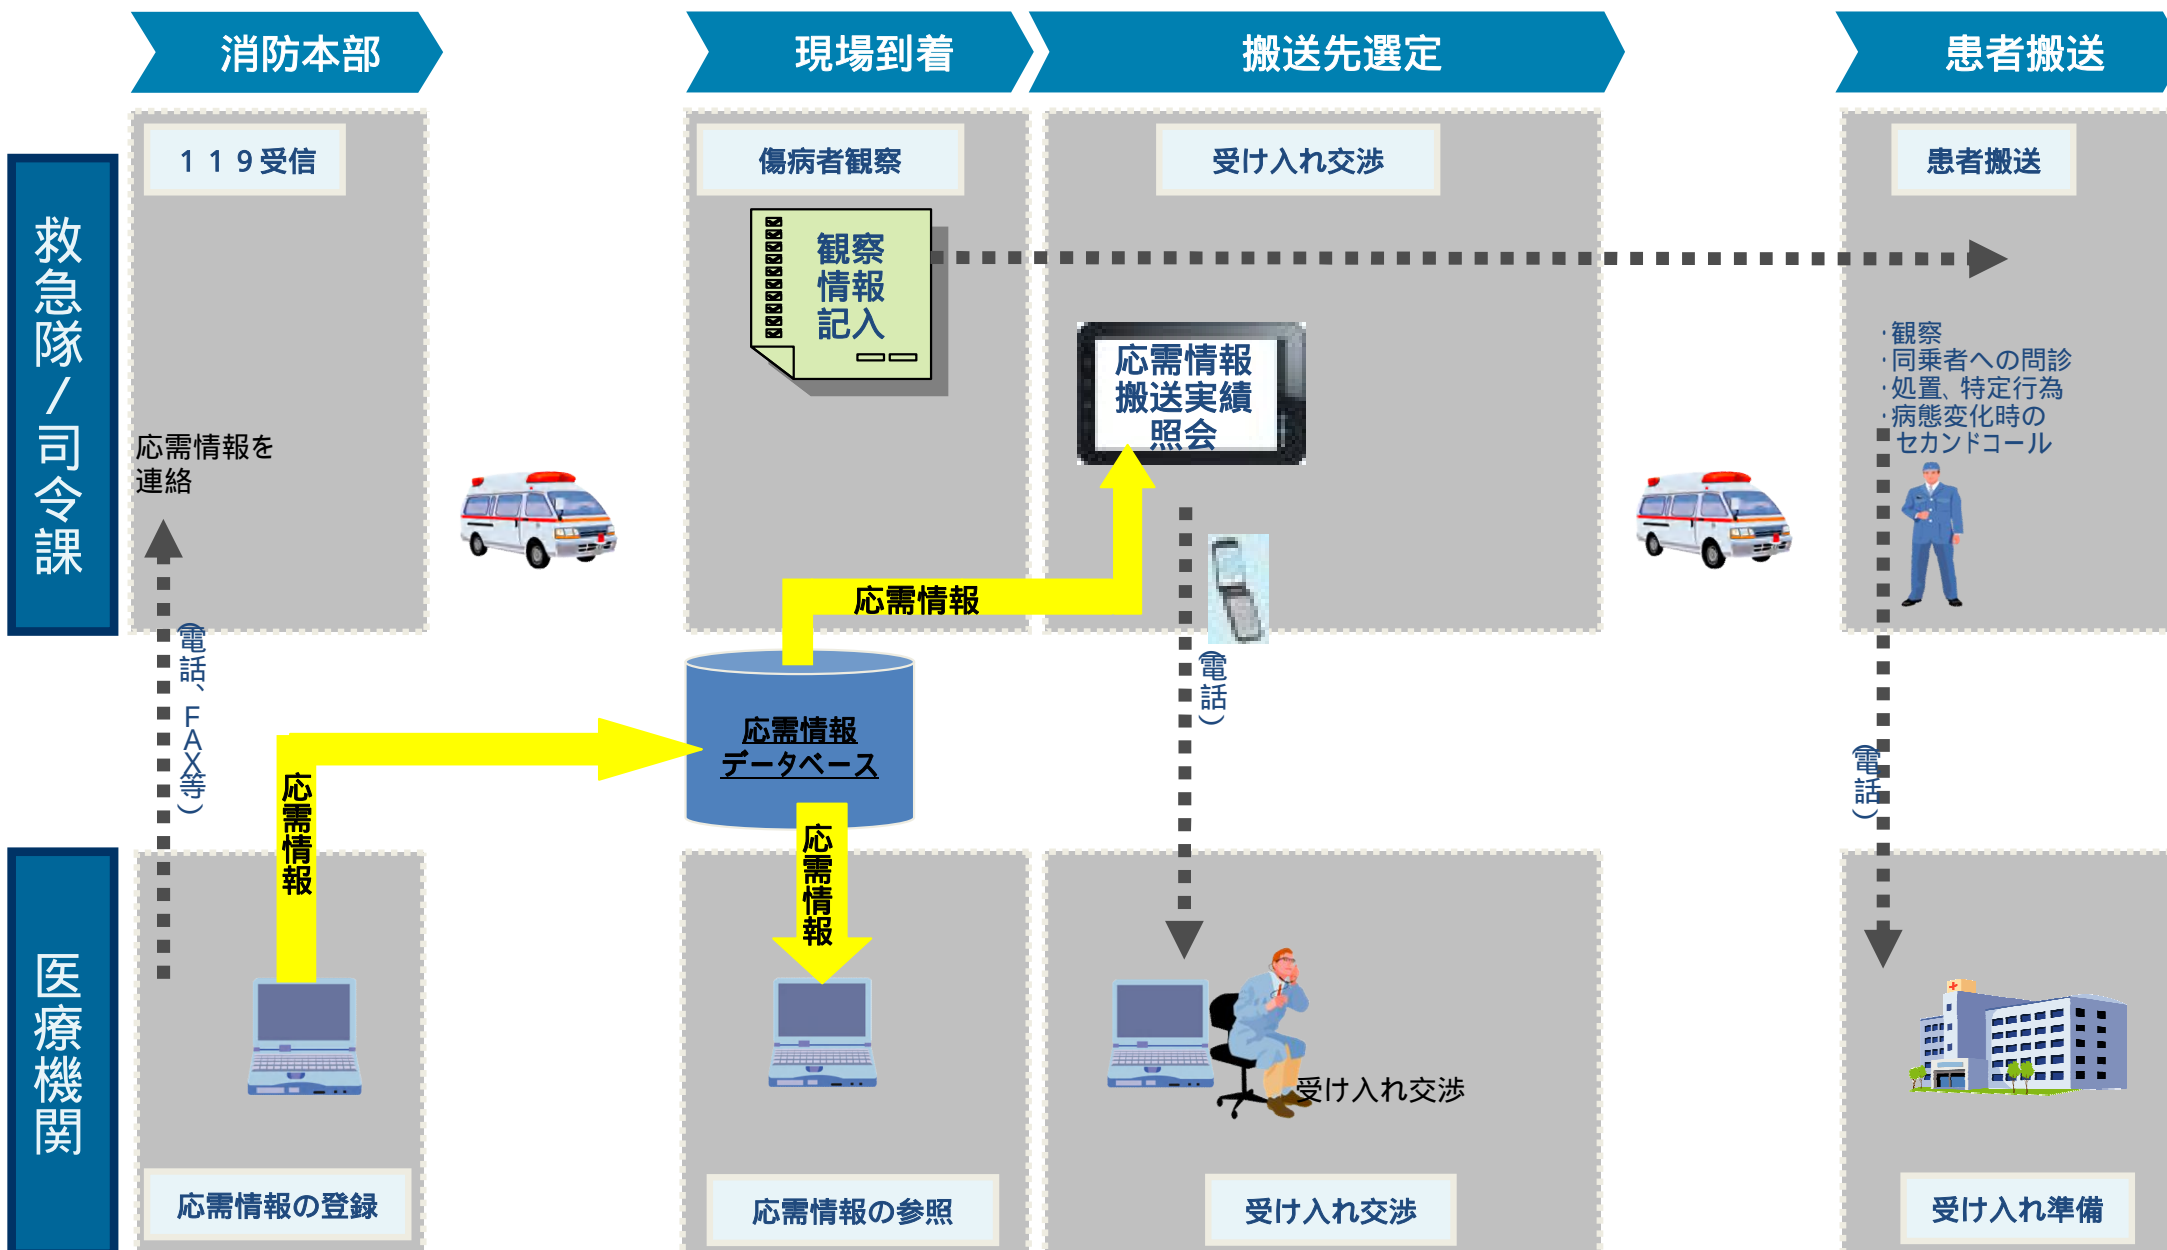 消防本部
現場到着
搬送先選定
患者搬送
救急隊/司令課
119受信
傷病者観察
受け入れ交渉
患者搬送
観察
情報
記入
応需情報
搬送実績
照会
・観察
・同乗者への問診
・処置、特定行為
・病態変化時の
セカンドコール
応需情報を
連絡
(電話、FAX等)
応需情報
(電話)
(電話)
応需情報
データベース
応需情報
応需情報
医療機関
受け入れ交渉
応需情報の登録
応需情報の参照
受け入れ交渉
受け入れ準備